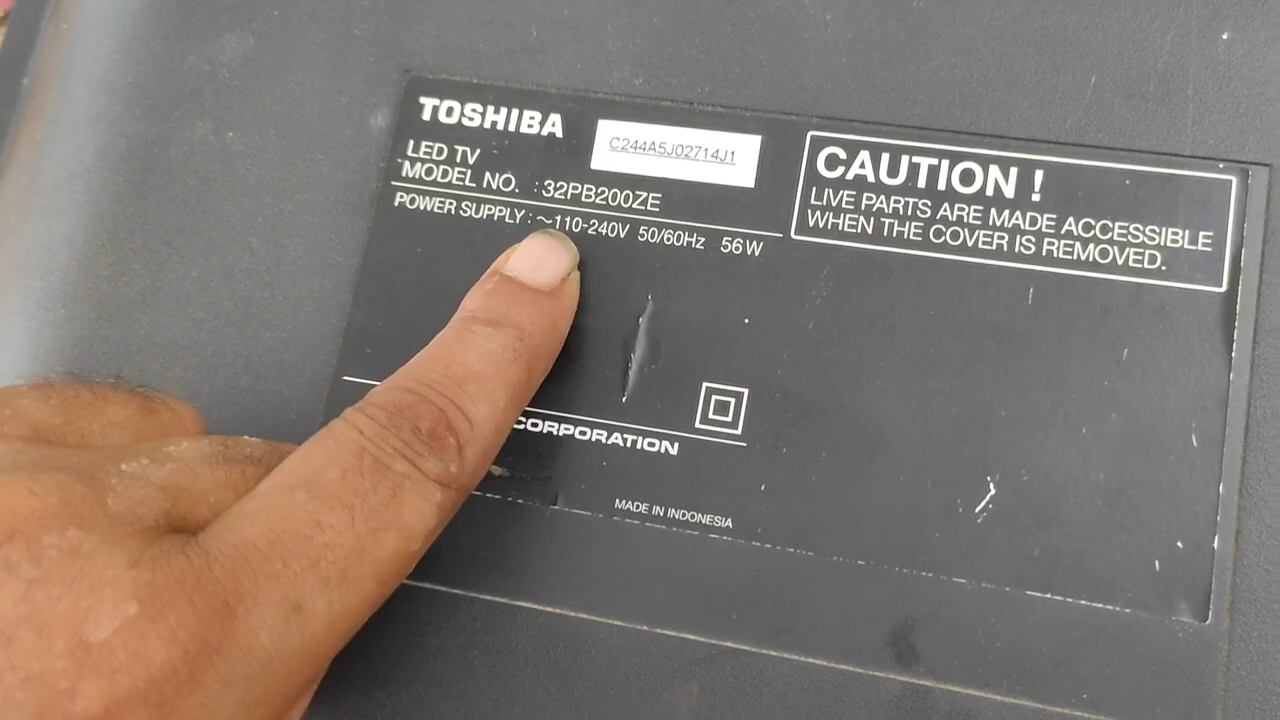 TOSHIBA
C244A5J02714J1
LED TV
MODEL NO. : 32PB200ZE
POWER SUPPLY : ~110-240V 50/60Hz 56W
CAUTION !
LIVE PARTS ARE MADE ACCESSIBLE
WHEN THE COVER IS REMOVED.
CORPORATION
MADE IN INDONESIA